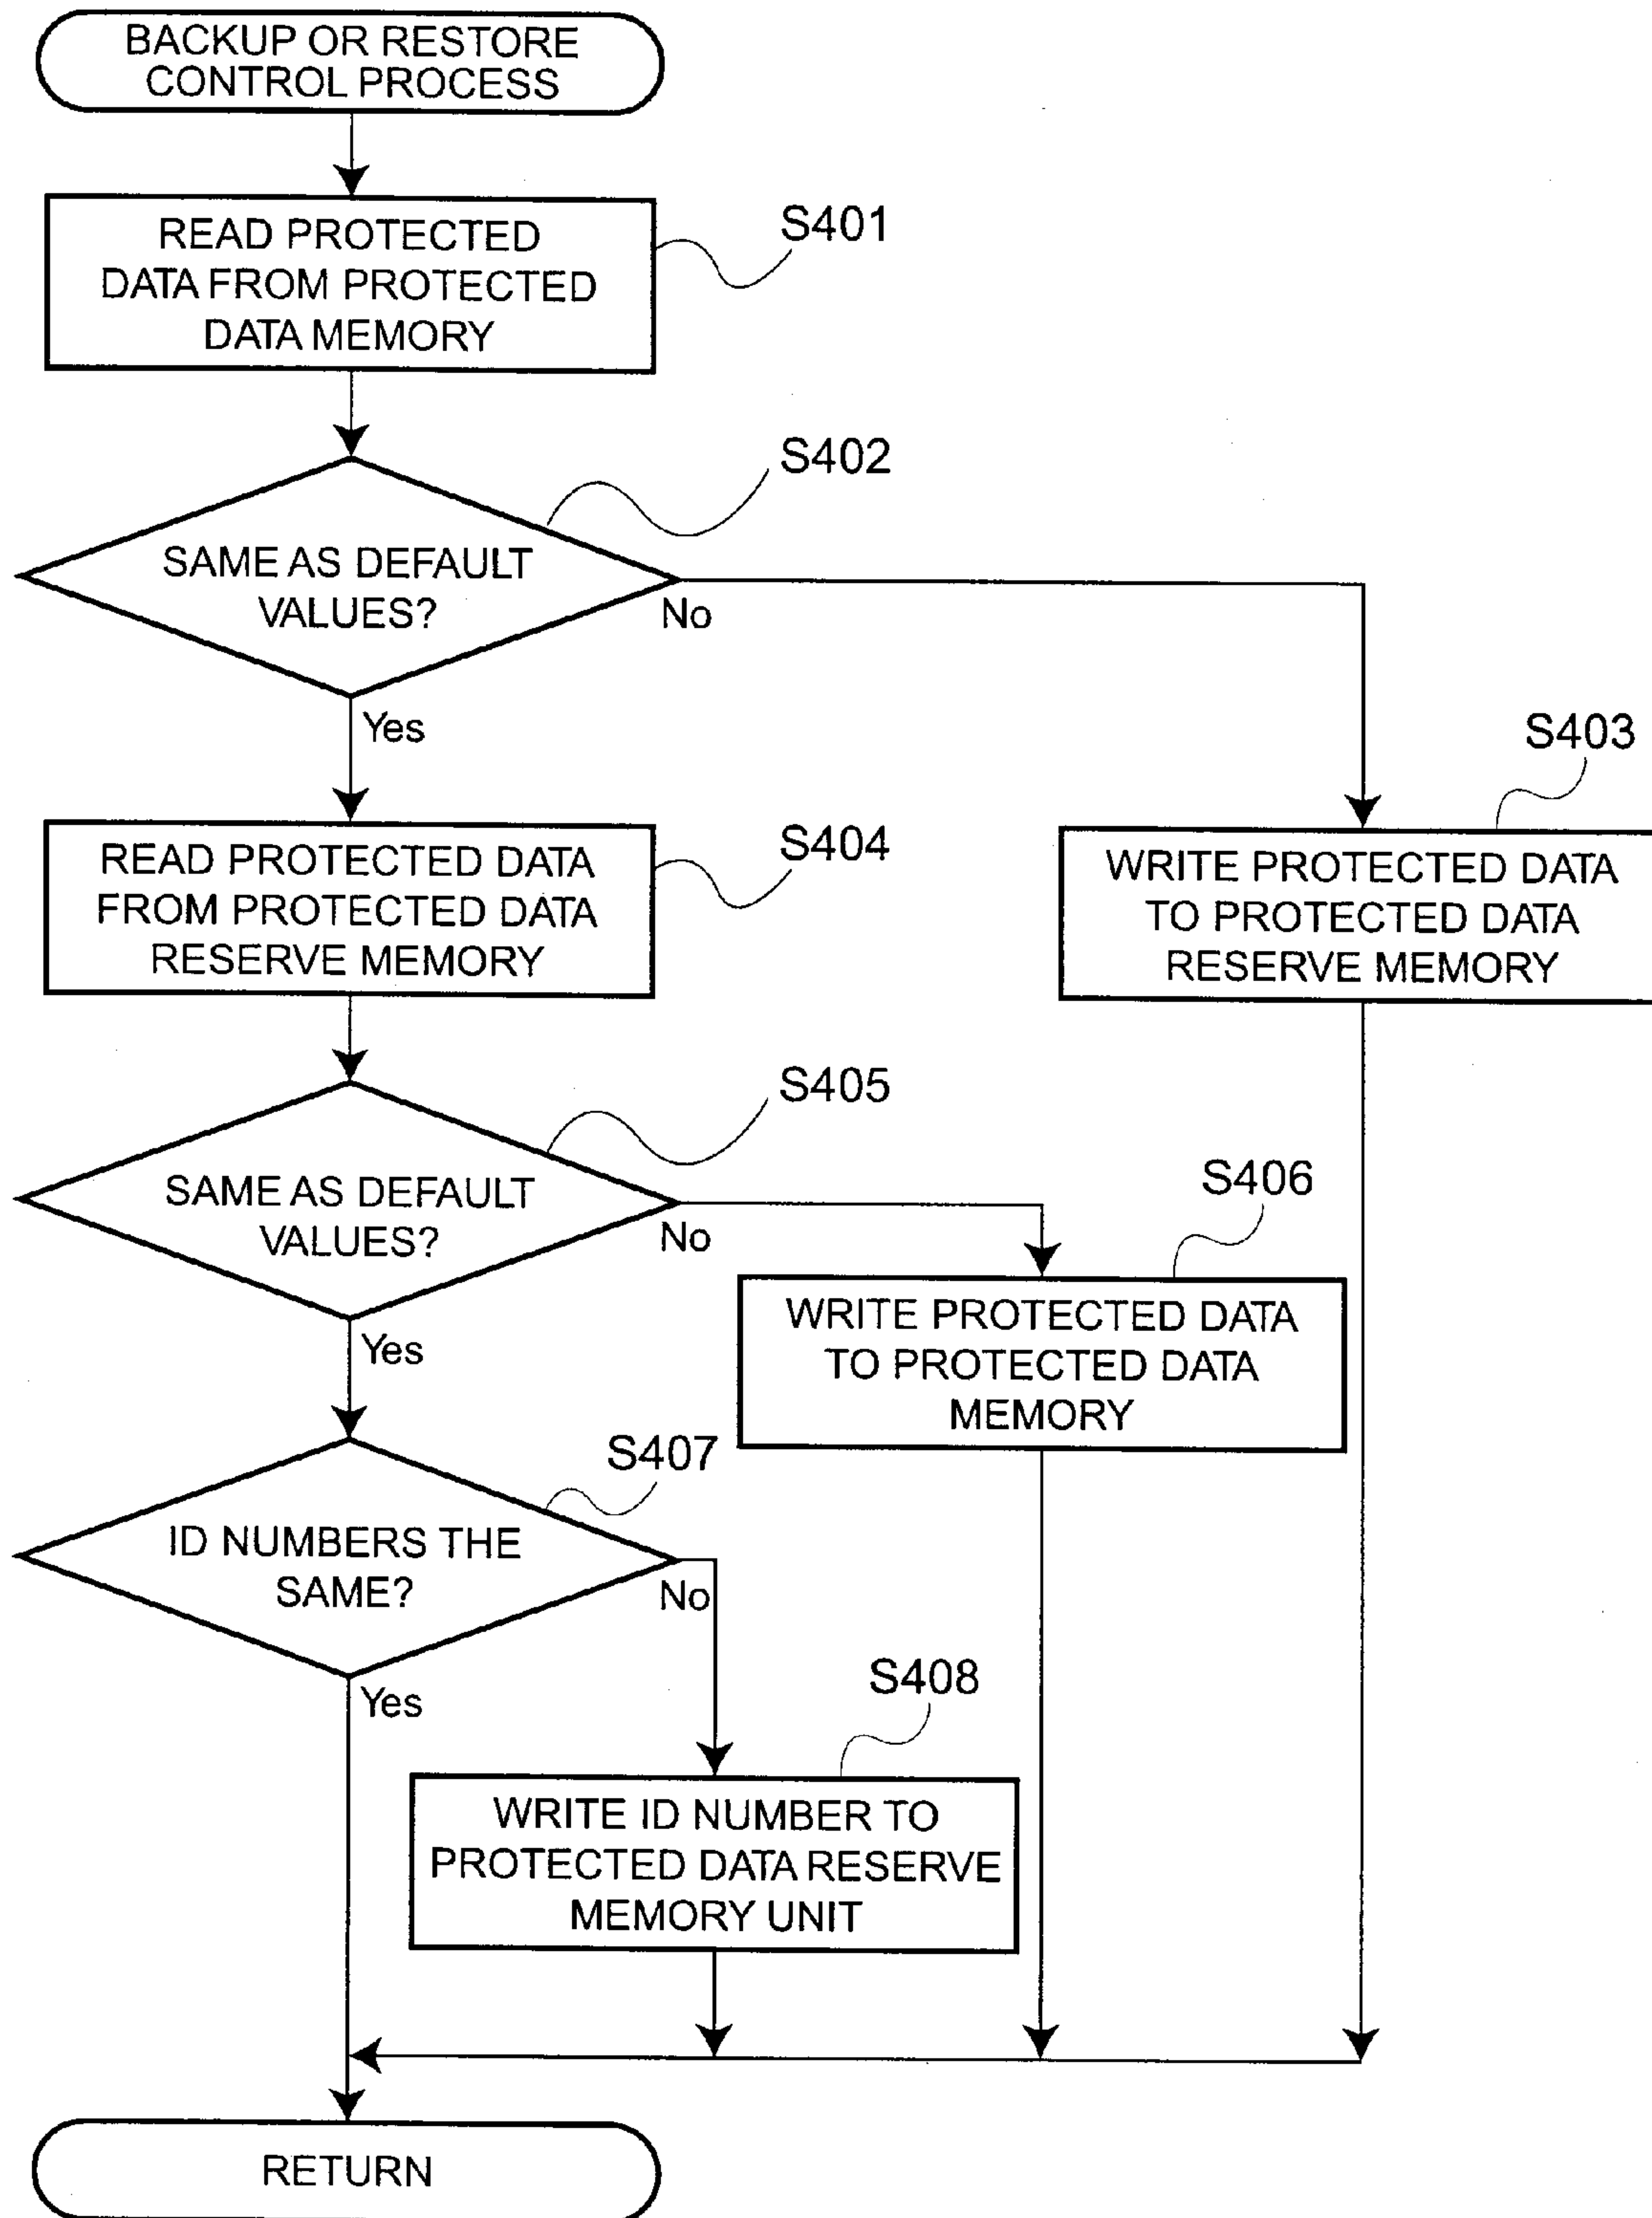 BACKUP OR RESTORE
CONTROL PROCESS
S401
READ PROTECTED
DATA FROM PROTECTED
DATA MEMORY
S402
SAME AS DEFAULT
VALUES?
No
Yes
S403
WRITE PROTECTED DATA
TO PROTECTED DATA
RESERVE MEMORY
S404
READ PROTECTED DATA
FROM PROTECTED DATA
RESERVE MEMORY
S405
SAME AS DEFAULT
VALUES?
No
Yes
S406
WRITE PROTECTED DATA
TO PROTECTED DATA
MEMORY
S407
ID NUMBERS THE
SAME?
No
Yes
S408
WRITE ID NUMBER TO
PROTECTED DATA RESERVE
MEMORY UNIT
RETURN